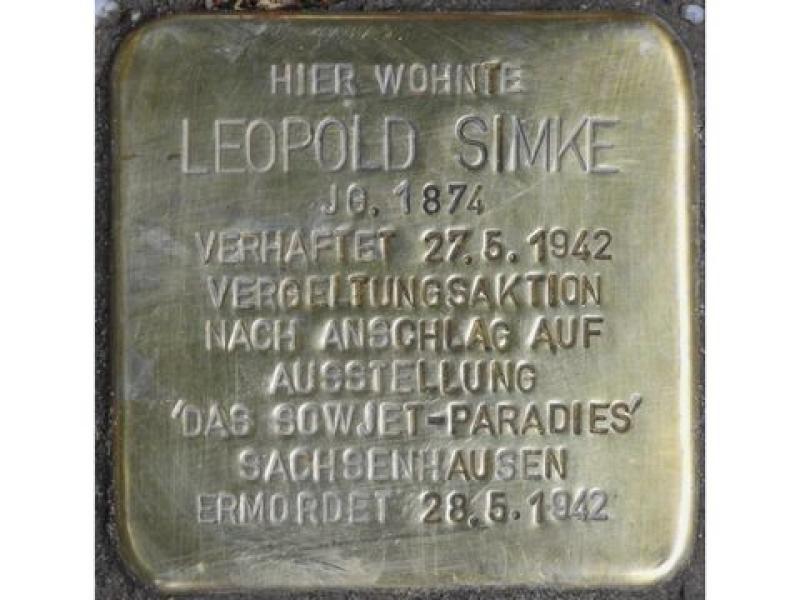 HIER WOHNTE
LEOPOLD SIMKE
JG. 1874
VERHAFTET 27.5.1942
VERGELTUNGSAKTION
NACH ANSCHLAG AUF
AUSSTELLUNG
'DAS SOWJET-PARADIES'
SACHSENHAUSEN
ERMORDET 28.5.1942